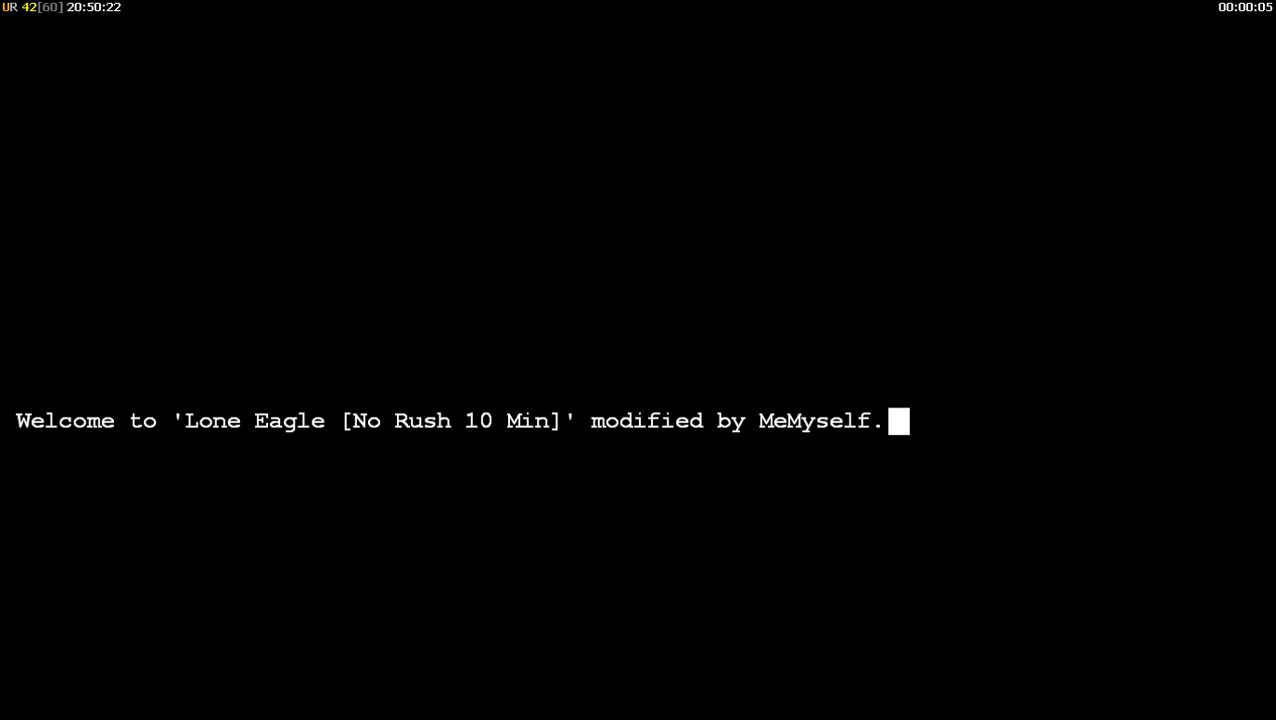 UR 42[60] 20:50:22
00:00:05
Welcome to 'Lone Eagle [No Rush 10 Min]' modified by MeMyself.